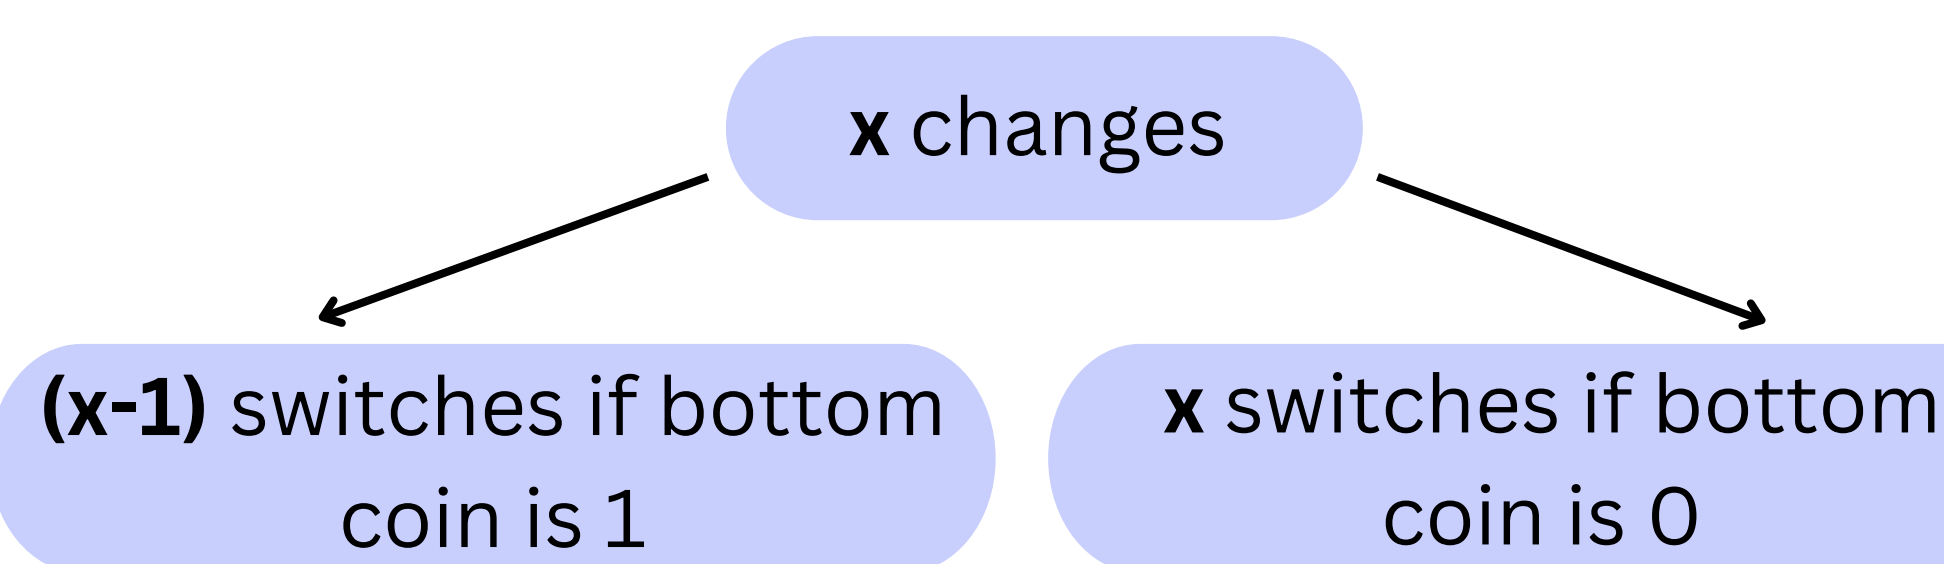 x changes
(x-1) switches if bottom
coin is 1
x switches if bottom
coin is 0